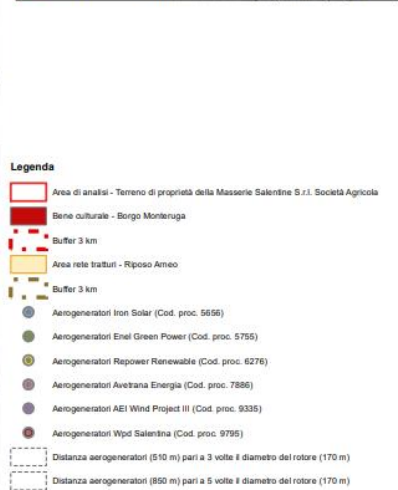 Legenda
Area di analisi - Terreno di proprietà della Masserie Salentine S.r.l. Società Agricola
Bene culturale - Borgo Monteruga
Buffer 3 km
Area rete tratturi - Riposo Arneo
Buffer 3 km
Aerogeneratori Iron Solar (Cod. proc. 5656)
Aerogeneratori Enel Green Power (Cod. proc. 5755)
Aerogeneratori Repower Renewable (Cod. proc. 6276)
Aerogeneratori Avetrana Energia (Cod. proc. 7886)
Aerogeneratori AEI Wind Project III (Cod. proc. 9335)
Aerogeneratori Wpd Salentina (Cod. proc. 9795)
Distanza aerogeneratori (510 m) pari a 3 volte il diametro del rotore (170 m)
Distanza aerogeneratori (850 m) pari a 5 volte il diametro del rotore (170 m)